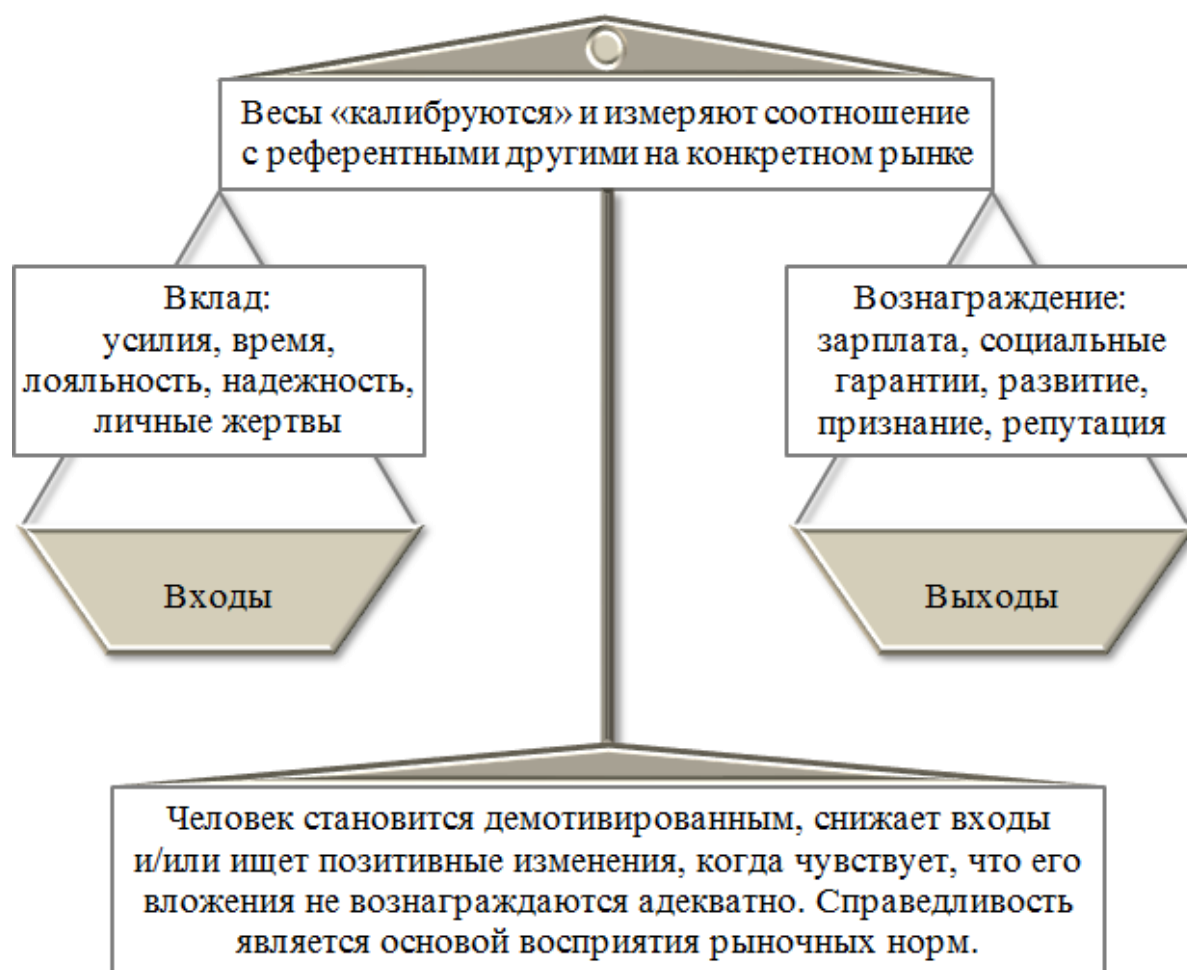 Весы «калибруются» и измеряют соотношение
с референтными другими на конкретном рынке
Вклад:
усилия, время,
лояльность, надежность,
личные жертвы
Вознаграждение:
зарплата, социальные
гарантии, развитие,
признание, репутация
Входы
Выходы
Человек становится демотивированным, снижает входы
и/или ищет позитивные изменения, когда чувствует, что его
вложения не вознаграждаются адекватно. Справедливость
является основой восприятия рыночных норм.